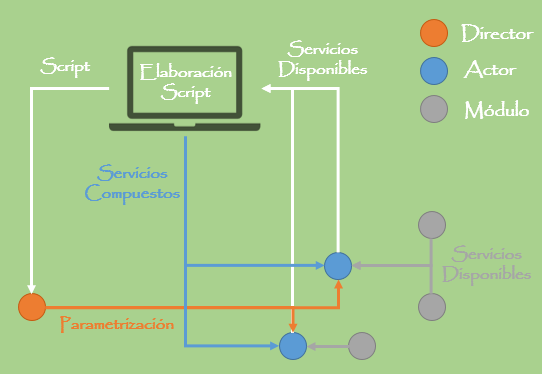 Script
Elaboración
Script
Servicios
Disponibles
Director
Actor
Módulo
Servicios
Compuestos
Servicios
Disponibles
Parametrización